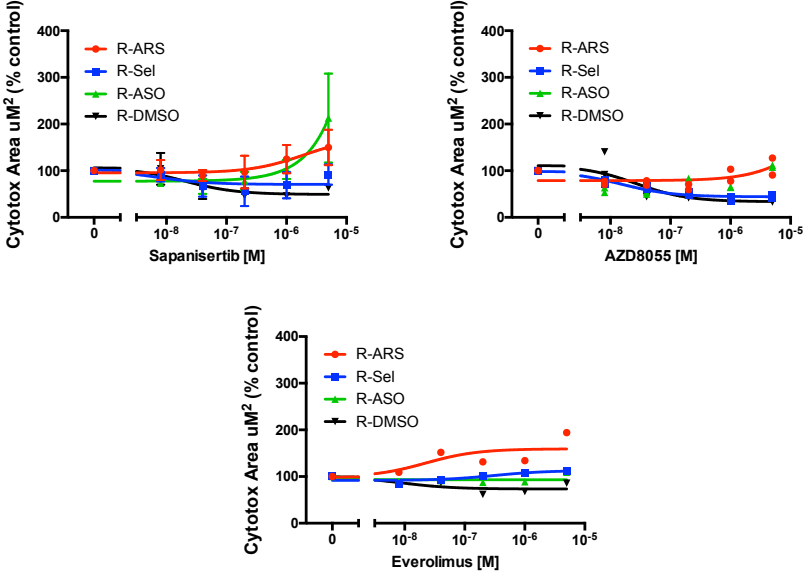 Cytotox Area uM² (% control)
400
300
200
100
0
R-ARS
R-Sel
R-ASO
R-DMSO
0
10⁻⁸
10⁻⁷
10⁻⁶
10⁻⁵
Sapanisertib [M]
Cytotox Area uM² (% control)
400
300
200
100
0
R-ARS
R-Sel
R-ASO
R-DMSO
0
10⁻⁸
10⁻⁷
10⁻⁶
10⁻⁵
AZD8055 [M]
Cytotox Area uM² (% control)
400
300
200
100
0
R-ARS
R-Sel
R-ASO
R-DMSO
0
10⁻⁸
10⁻⁷
10⁻⁶
10⁻⁵
Everolimus [M]